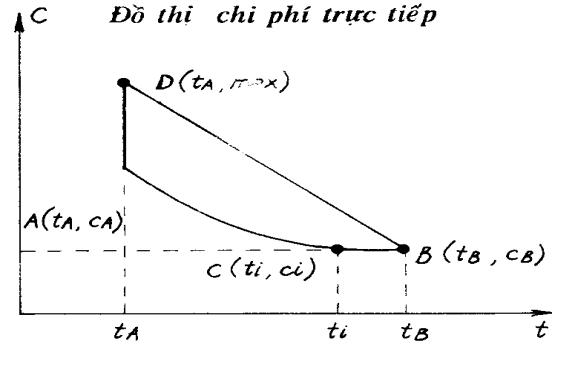 C Đồ thị chi phí trực tiếp
D (tA, max)
A (tA, cA)
C (ti, ci)
B (tB, cB)
tA ti tB t